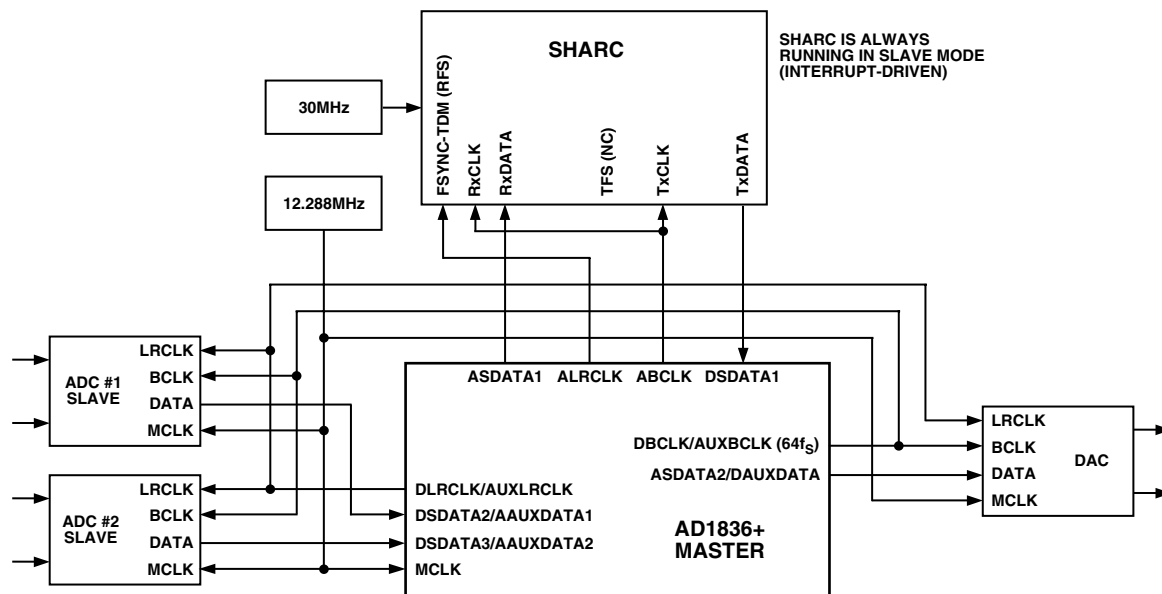 SHARC
SHARC IS ALWAYS
RUNNING IN SLAVE MODE
(INTERRUPT-DRIVEN)
30MHz
FSYNC-TDM (RFS)
RxCLK
RxDATA
TFS (NC)
TxCLK
TxDATA
12.288MHz
ADC #1
SLAVE
LRCLK
BCLK
DATA
MCLK
ADC #2
SLAVE
LRCLK
BCLK
DATA
MCLK
ASDATA1 ALRCLK ABCLK DSDATA1
DBCLK/AUXBCLK (64fS)
ASDATA2/DAUXDATA
DLRCLK/AUXLRCLK
DSDATA2/AAUXDATA1
DSDATA3/AAUXDATA2
MCLK
AD1836+
MASTER
LRCLK
BCLK
DATA
MCLK
DAC